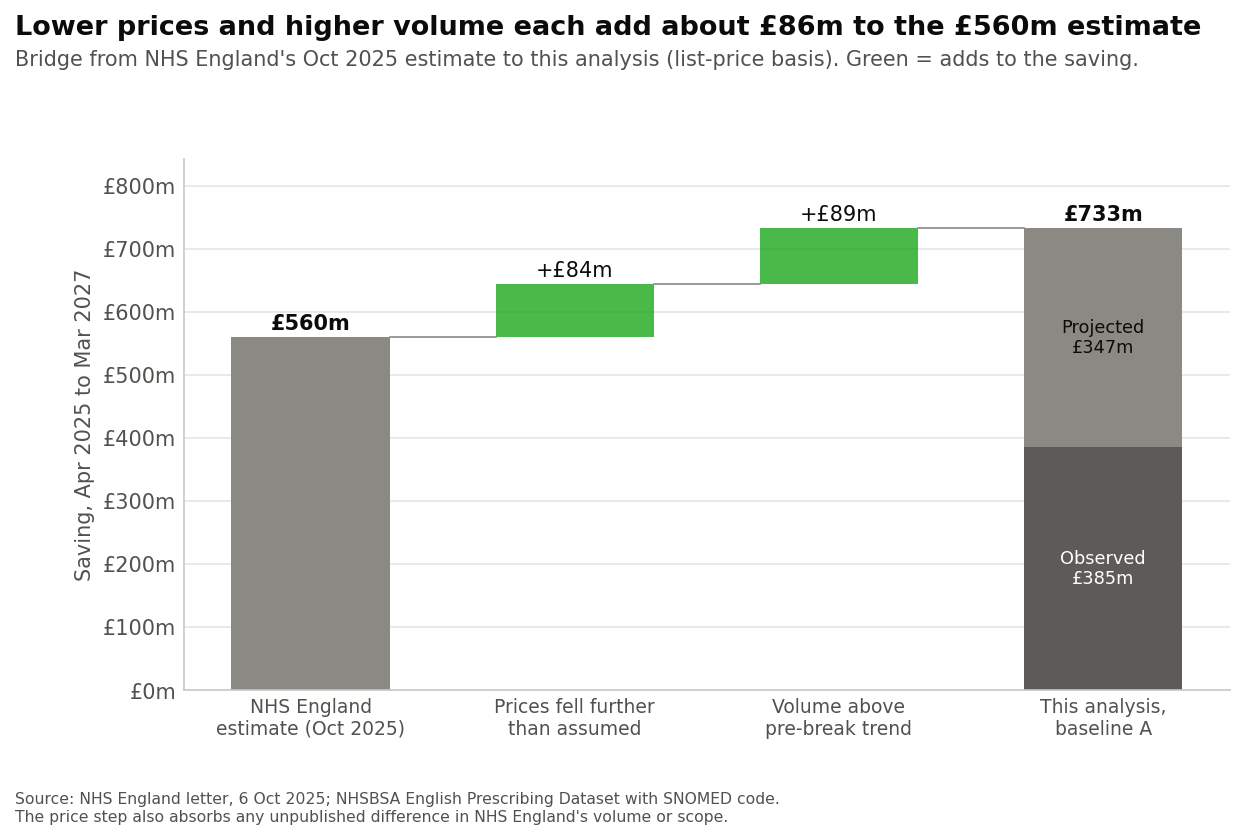 Lower prices and higher volume each add about £86m to the £560m estimate
Bridge from NHS England's Oct 2025 estimate to this analysis (list-price basis). Green = adds to the saving.
Saving, Apr 2025 to Mar 2027
£800m
£700m
£600m
£500m
£400m
£300m
£200m
£100m
£0m
£560m
+£84m
+£89m
£733m
Projected
£347m
Observed
£385m
NHS England
estimate (Oct 2025)
Prices fell further
than assumed
Volume above
pre-break trend
This analysis,
baseline A
Source: NHS England letter, 6 Oct 2025; NHSBSA English Prescribing Dataset with SNOMED code.
The price step also absorbs any unpublished difference in NHS England's volume or scope.